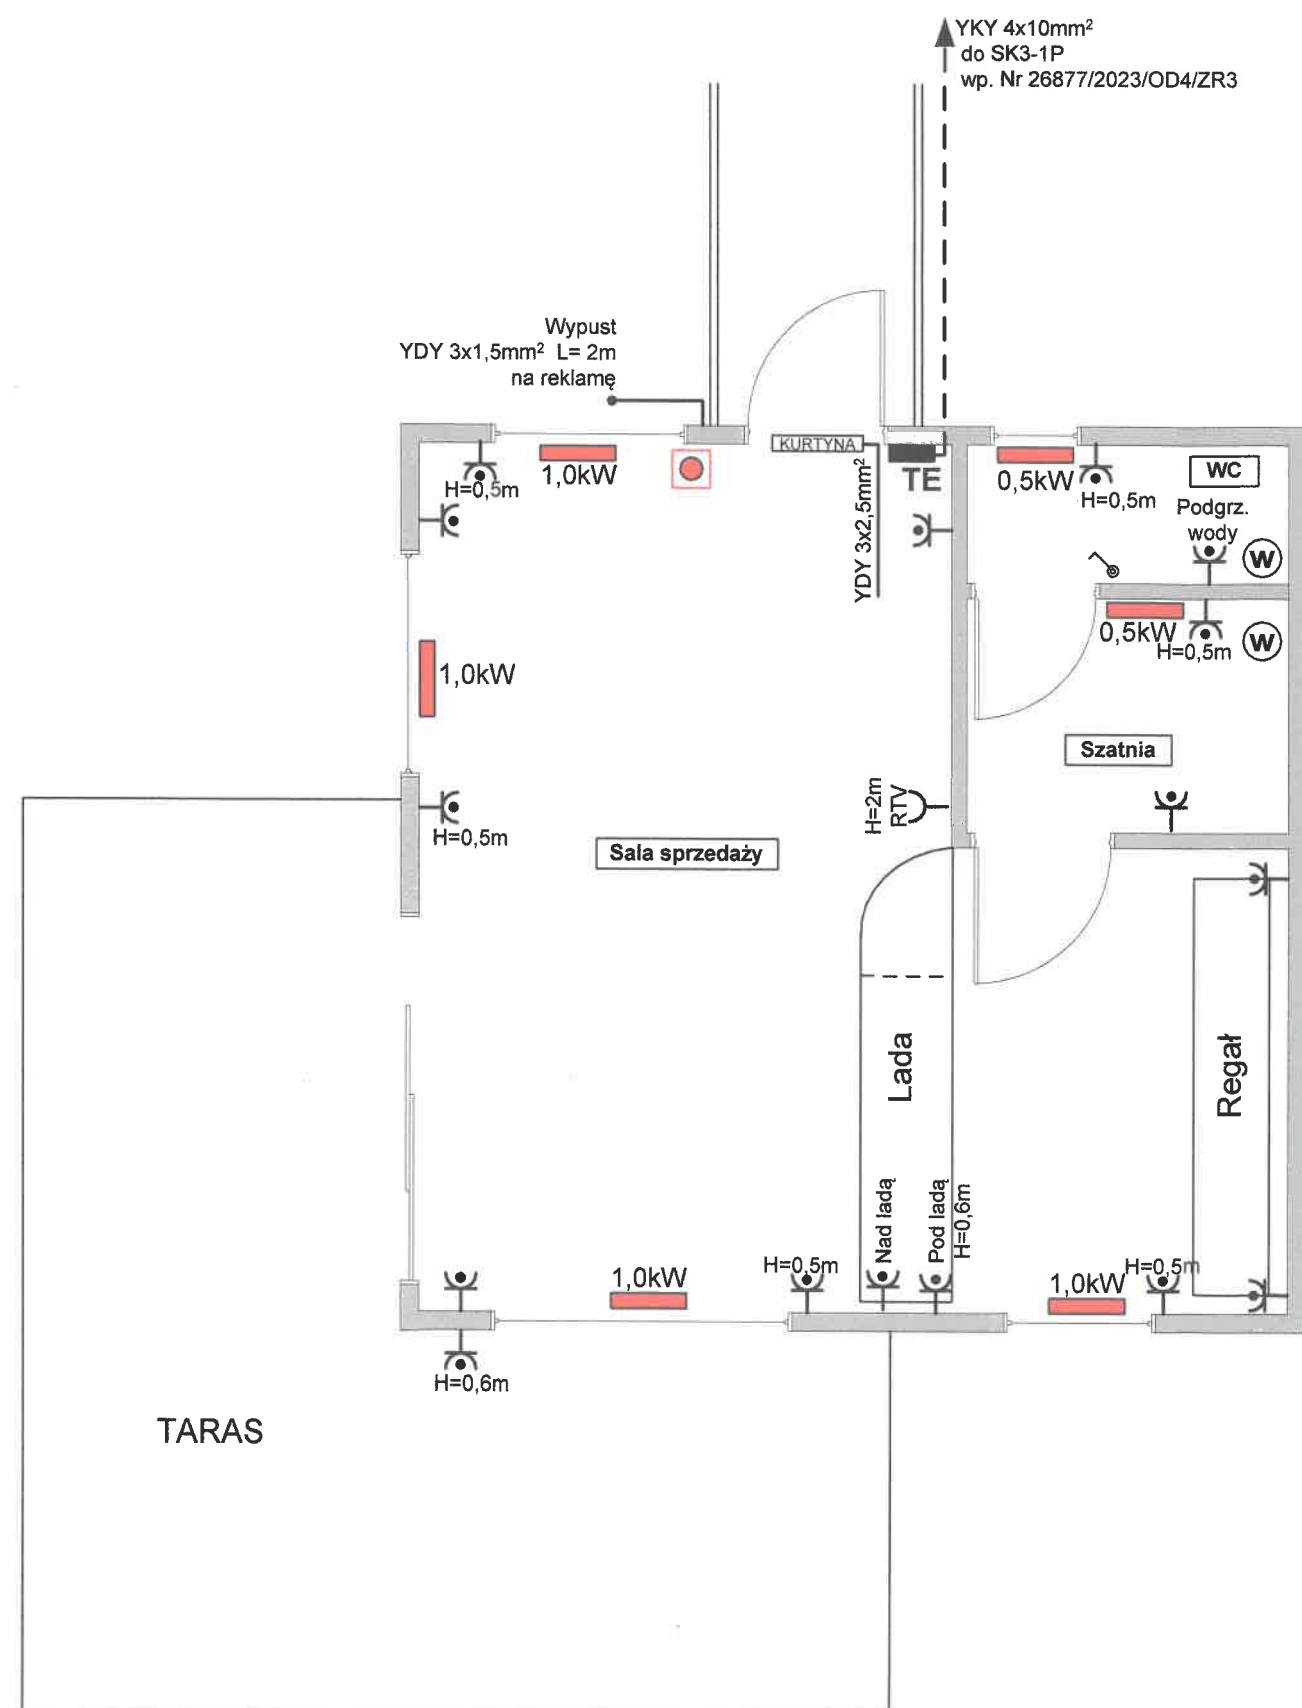 YKY 4x10mm²
do SK3-1P
wp. Nr 26877/2023/OD4/ZR3
Wypust
YDY 3x1,5mm² L= 2m
na reklamę
KURTYNA
TE
YDY 3x2,5mm²
H=0,5m
1,0kW
0,5kW
H=0,5m
WC
Podgrz.
wody
W
0,5kW
H=0,5m
W
1,0kW
Szatnia
H=0,5m
H=2m
RTV
Sala sprzedaży
Lada
Regał
Nad ladą
Pod ladą
H=0,6m
1,0kW
H=0,5m
1,0kW
H=0,5m
H=0,6m
TARAS